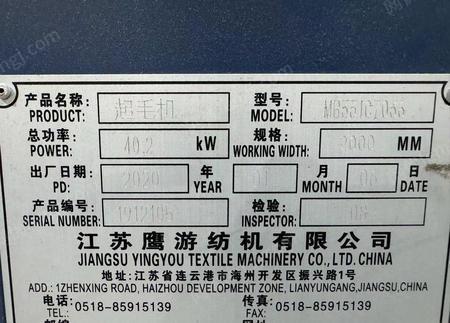 产品名称: 起毛机 型号:
PRODUCT: MODEL:
总功率: 40.2 kW 规格: 2000 MM
POWER: WORKING WIDTH:
出厂日期: 2020 年 01 月 日
PD: YEAR MONTH DATE
产品编号: 检验: 08
SERIAL NUMBER: INSPECTOR:
江苏鹰游纺机有限公司
JIANGSU YINGYOU TEXTILE MACHINERY CO., LTD. CHINA
地址: 江苏省连云港市海州开发区振兴路1号
ADD.: 1ZHENXING ROAD, HAIZHOU DEVELOPMENT ZONE, LIANYUNGANG, JIANGSU, CHINA
电话: 0518-85915139 传真: 0518-85915139
TEL: FAX: